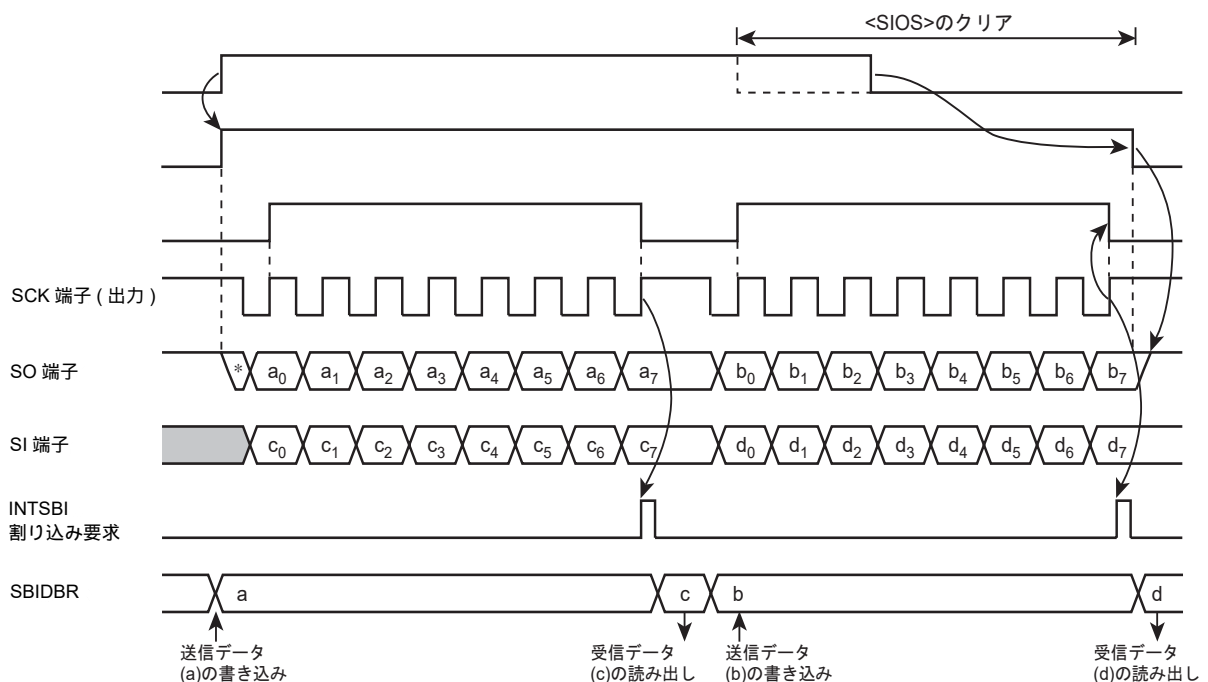 <SIOS>のクリア
SCK 端子 ( 出力 )
SO 端子
* a0 a1 a2 a3 a4 a5 a6 a7 b0 b1 b2 b3 b4 b5 b6 b7
SI 端子
c0 c1 c2 c3 c4 c5 c6 c7 d0 d1 d2 d3 d4 d5 d6 d7
INTSBI
割り込み要求
SBIDBR
a c b d
送信データ 受信データ 送信データ 受信データ
(a)の書き込み (c)の読み出し (b)の書き込み (d)の読み出し